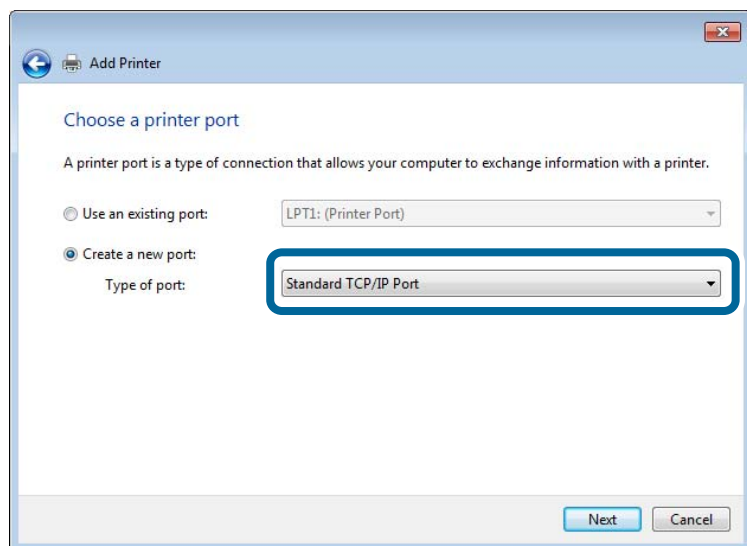 Add Printer
Choose a printer port
A printer port is a type of connection that allows your computer to exchange information with a printer.
Use an existing port: LPT1: (Printer Port)
Create a new port:
Type of port: Standard TCP/IP Port
Next Cancel